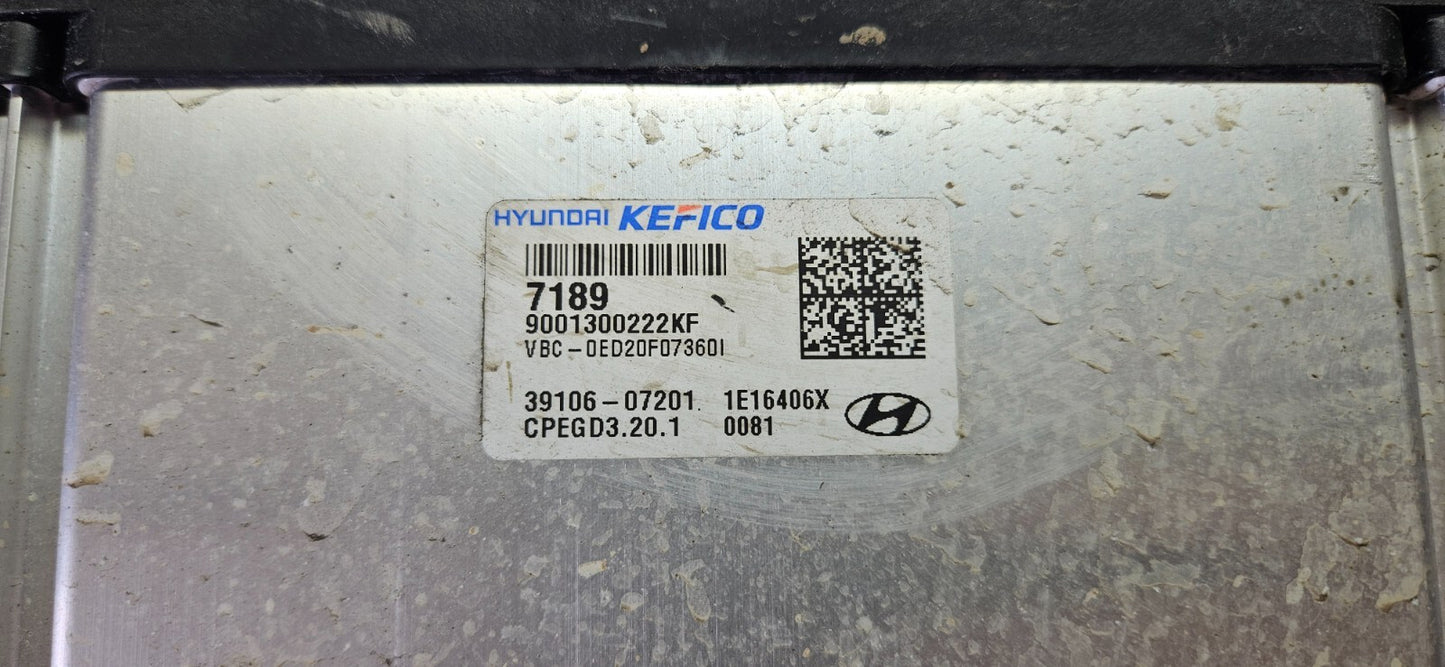 HYUNDAI KEFICO
7189
9001300222KF
VBC-0ED20F07360I
39106-07201 1E16406X
CPEGD3.20.1 0081